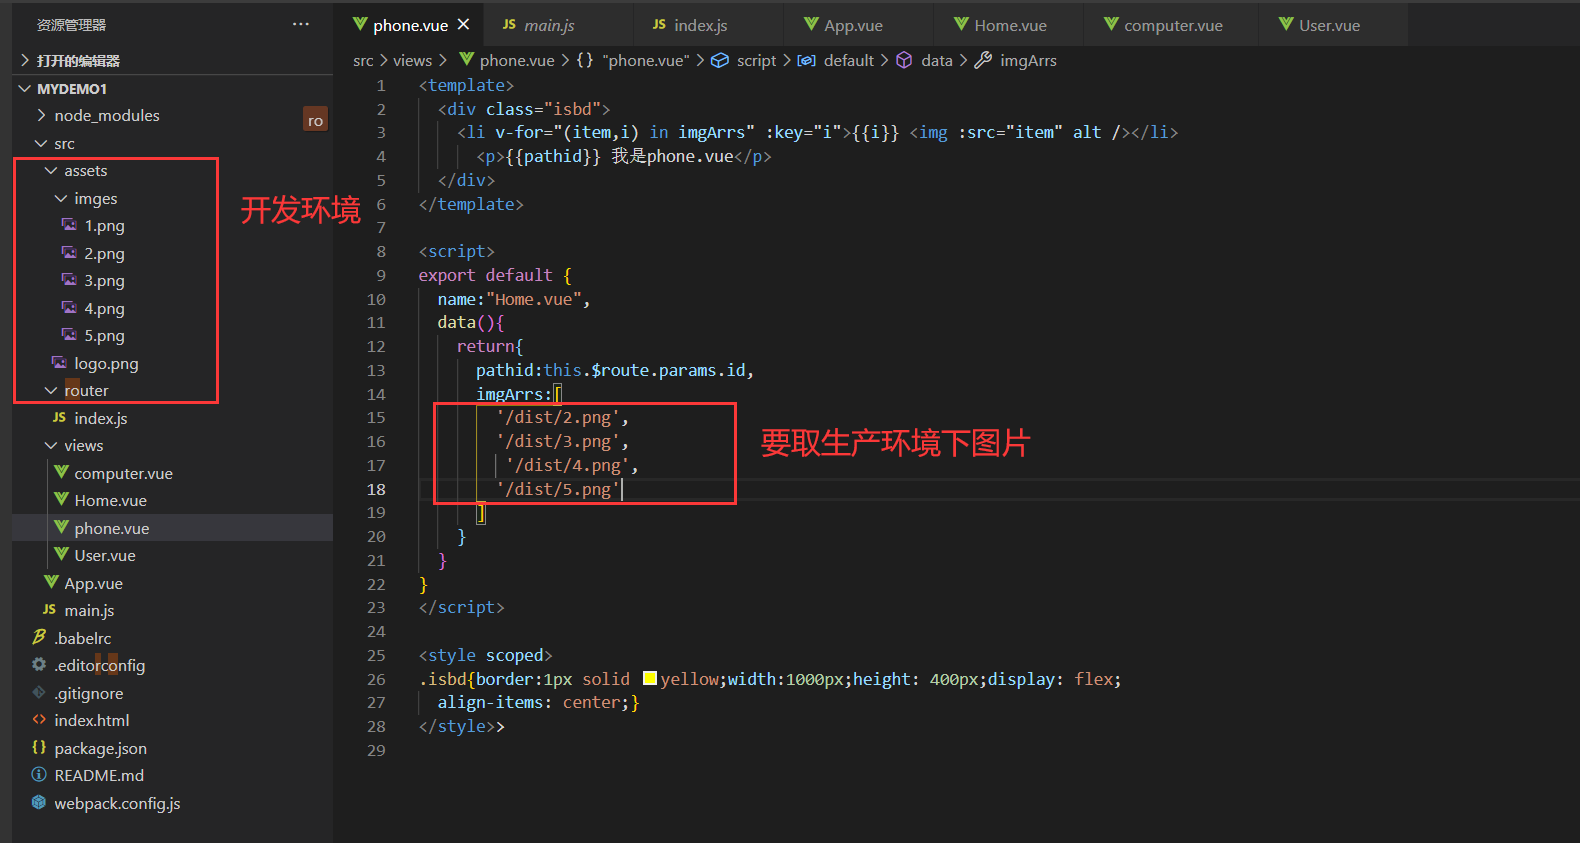 资源管理器 ···
打开的编辑器
MYDEMO1
node_modules
ro
src
assets
imges
1.png
2.png
3.png
4.png
5.png
logo.png
router
JS index.js
views
computer.vue
Home.vue
phone.vue
User.vue
App.vue
JS main.js
.babelrc
.editorconfig
.gitignore
<> index.html
{} package.json
README.md
webpack.config.js
开发环境
phone.vue JS main.js JS index.js App.vue Home.vue computer.vue User.vue
src > views > phone.vue > {} "phone.vue" > script > default > data > imgArrs
1 <template>
2 <div class="isbd">
3 <li v-for="(item,i) in imgArrs" :key="i">{{i}} <img :src="item" alt /></li>
4 <p>{{pathid}} 我是phone.vue</p>
5 </div>
6 </template>
7
8 <script>
9 export default {
10 name:"Home.vue",
11 data(){
12 return{
13 pathid:this.$route.params.id,
14 imgArrs:[
15 '/dist/2.png',
16 '/dist/3.png',
17 '/dist/4.png',
18 '/dist/5.png'
19 ]
20 }
21 }
22 }
23 </script>
24
25 <style scoped>
26 .isbd{border:1px solid yellow;width:1000px;height: 400px;display: flex;
27 align-items: center;}
28 </style>>
29
要取生产环境下图片